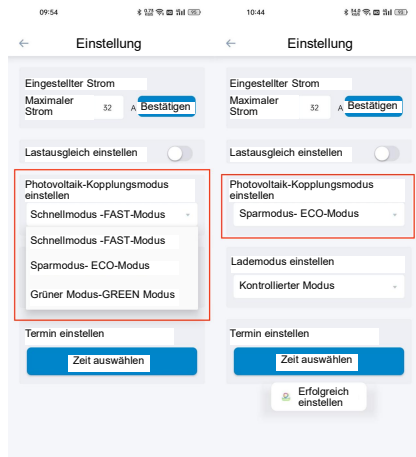 09:54
Einstellung
Eingestellter Strom
Maximaler
Strom
32
A
Bestätigen
Lastausgleich einstellen
Photovoltaik-Kopplungsmodus
einstellen
Schnellmodus -FAST-Modus
Schnellmodus -FAST-Modus
Sparmodus- ECO-Modus
Grüner Modus-GREEN Modus
Termin einstellen
Zeit auswählen
10:44
Einstellung
Eingestellter Strom
Maximaler
Strom
32
A
Bestätigen
Lastausgleich einstellen
Photovoltaik-Kopplungsmodus
einstellen
Sparmodus- ECO-Modus
Lademodus einstellen
Kontrollierter Modus
Termin einstellen
Zeit auswählen
Erfolgreich
einstellen